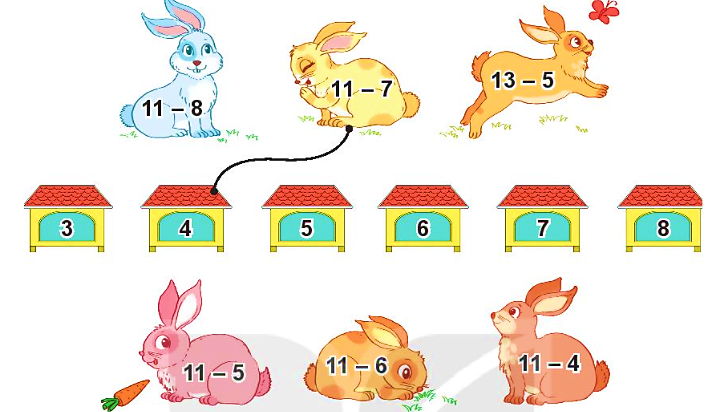 11 – 8
11 – 7
13 – 5
3
4
5
6
7
8
11 – 5
11 – 6
11 – 4